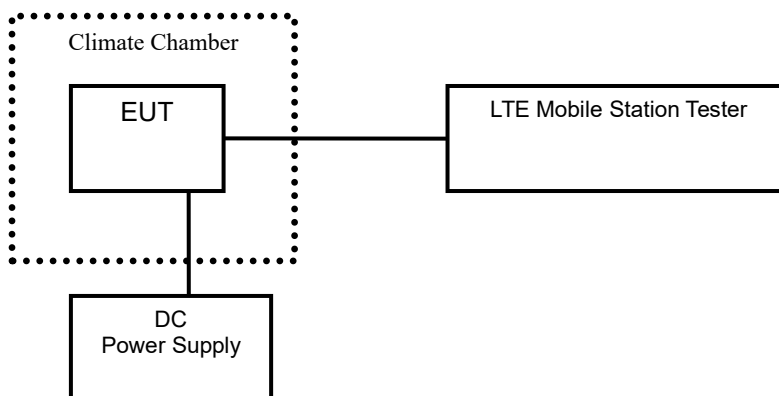 Climate Chamber
EUT
LTE Mobile Station Tester
DC
Power Supply